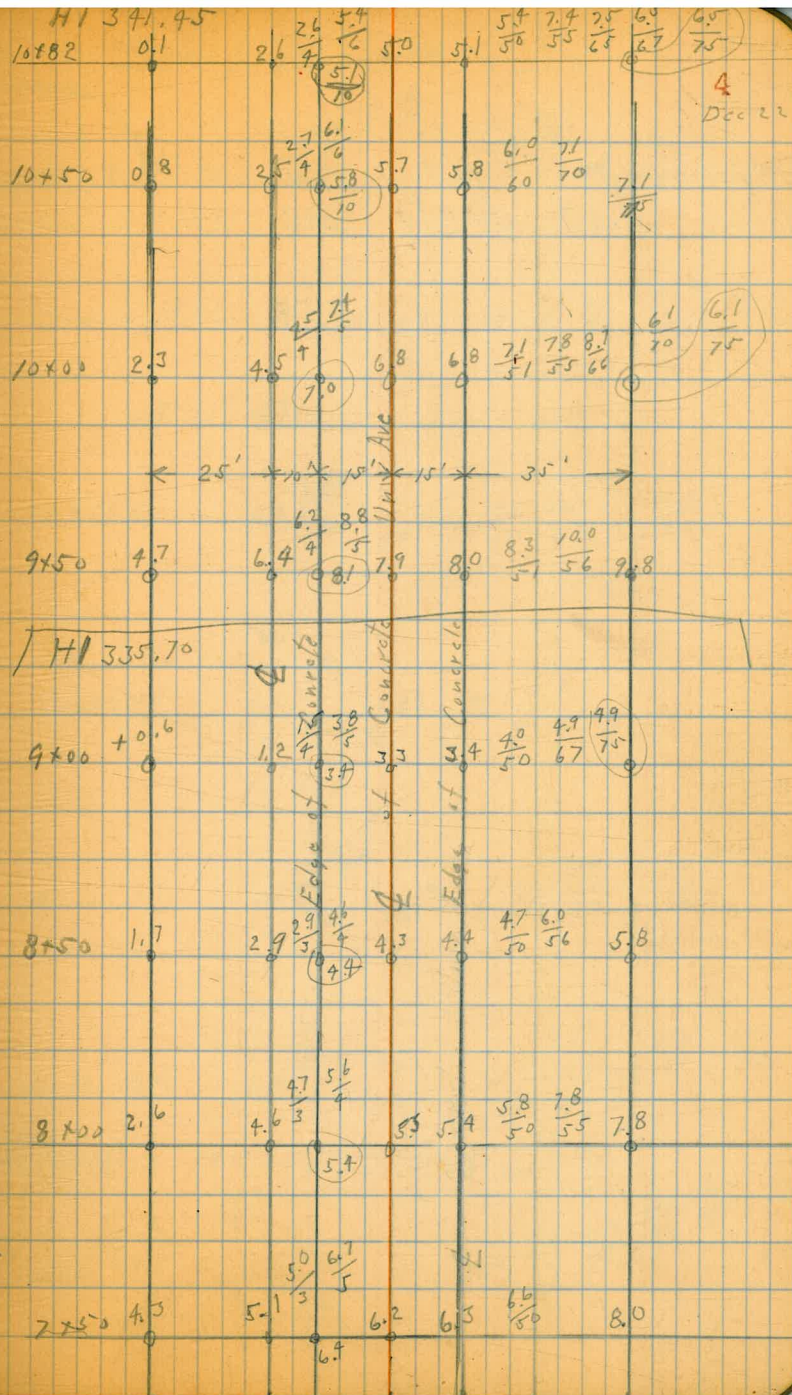 HI 341.45
10+82 0.1 2.6 2.6/4 5.4/6 5.1/10 5.0 5.1 5.4/50 7.4/55 7.5/65 6.5/67 6.5/75
4
Dec 22
10+50 0.8 2.5 2.7/4 6.1/6 5.8/10 5.7 5.8 6.0/60 7.1/70 7.1/75
10+00 2.3 4.5 4.5/4 7.4/5 7.0 6.8 6.8 7.1/51 7.8/55 8.7/66 6.1/70 6.1/75
25' 10' 15' 15' 35'
9+50 4.7 6.4 6.2/4 8.8/5 8.1 7.9 8.0 8.3/51 10.0/56 9.8
HI 335.70
9+00 +0.6 1.2 3.8/5 3.4 3.3 3.4 4.0/50 4.9/67 4.9/75
8+50 1.7 2.9 2.9/3 4.6/4 4.4 4.3 4.4 4.7/50 6.0/56 5.8
8+00 2.6 4.6 4.7/3 5.6/4 5.4 5.5 5.4 5.8/50 7.8/55 7.8
7+50 4.3 5.1 5.0/3 6.7/5 6.4 6.2 6.3 6.6/50 8.0
℄
Edge of Conrete
℄ of Concrete Univ Ave
Edge of Concrele
℄